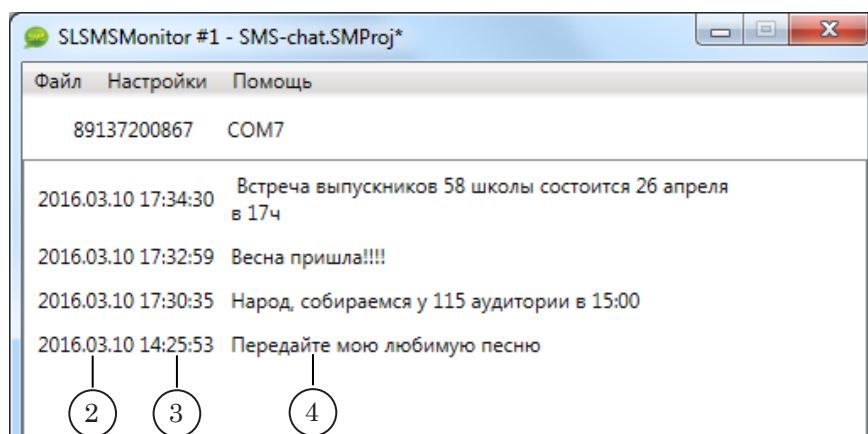 SLSMSMonitor #1 - SMS-chat.SMProj*
Файл Настройки Помощь
89137200867 COM7
2016.03.10 17:34:30 Встреча выпускников 58 школы состоится 26 апреля
в 17ч
2016.03.10 17:32:59 Весна пришла!!!!
2016.03.10 17:30:35 Народ, собираемся у 115 аудитории в 15:00
2016.03.10 14:25:53 Передайте мою любимую песню
2 3 4